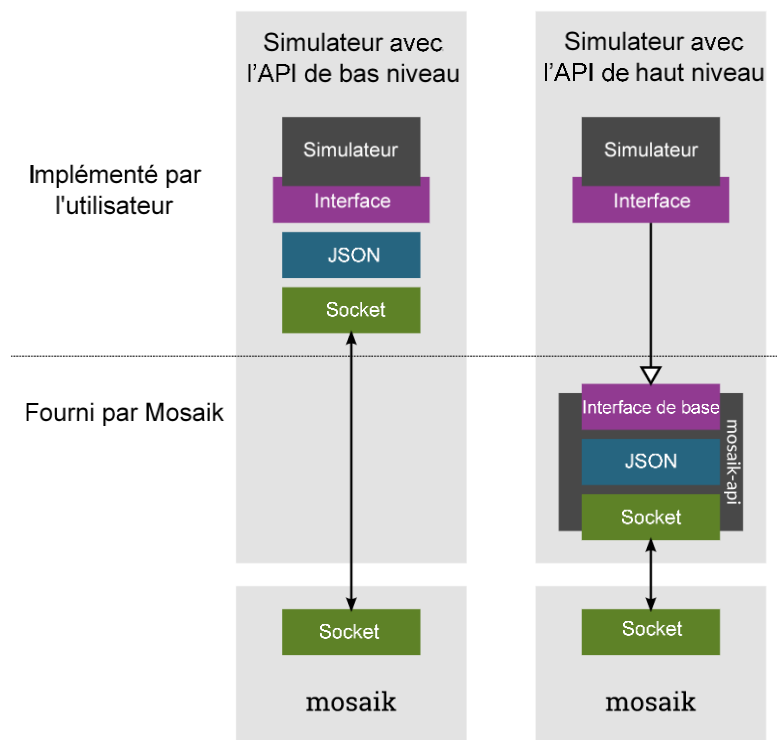 Simulateur avec
l'API de bas niveau
Simulateur avec
l'API de haut niveau
Implémenté par
l'utilisateur
Simulateur
Interface
JSON
Socket
Simulateur
Interface
Fourni par Mosaik
Interface de base
JSON
Socket
mosaik-api
Socket
mosaik
Socket
mosaik